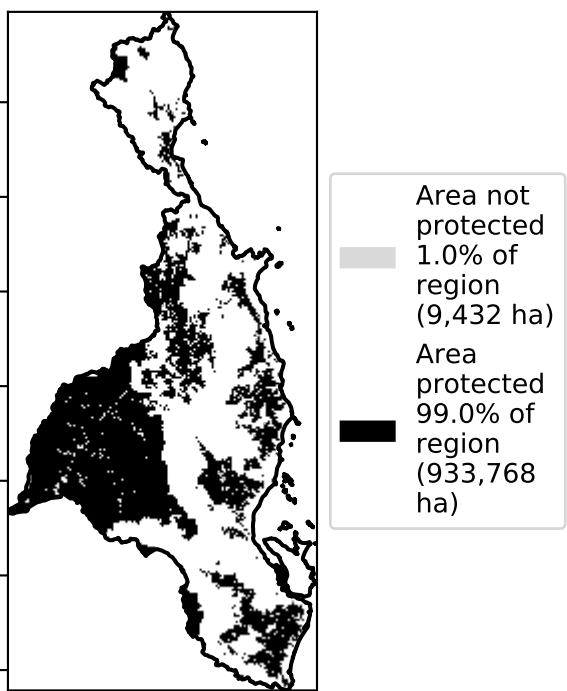 Area not
protected
1.0% of
region
(9,432 ha)
Area
protected
99.0% of
region
(933,768
ha)